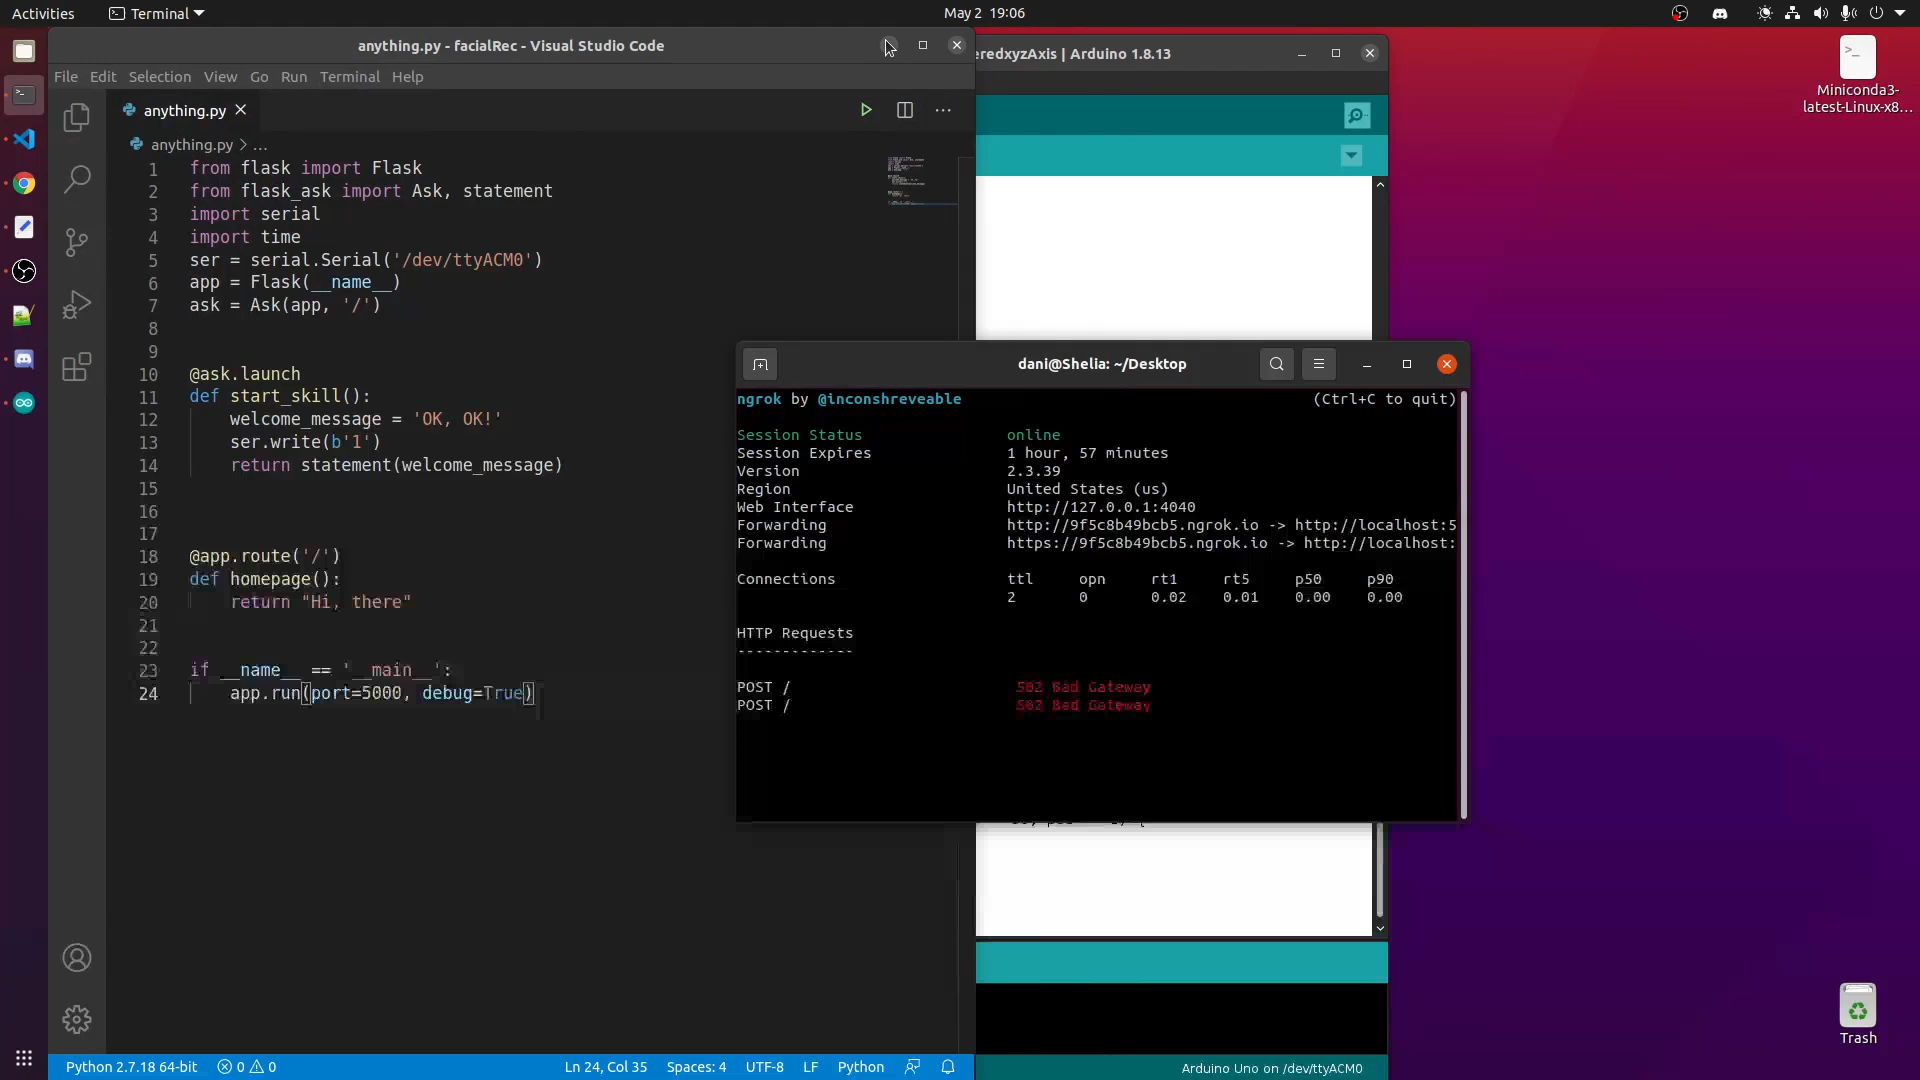 Activities
Terminal
May 2 19:06
anything.py - facialRec - Visual Studio Code
File Edit Selection View Go Run Terminal Help
anything.py
anything.py > ...
1 from flask import Flask
2 from flask_ask import Ask, statement
3 import serial
4 import time
5 ser = serial.Serial('/dev/ttyACM0')
6 app = Flask(__name__)
7 ask = Ask(app, '/')
8
9
10 @ask.launch
11 def start_skill():
12 welcome_message = 'OK, OK!'
13 ser.write(b'1')
14 return statement(welcome_message)
15
16
17
18 @app.route('/')
19 def homepage():
20 return "Hi, there"
21
22
23 if __name__ == '__main__':
24 app.run(port=5000, debug=True)
Python 2.7.18 64-bit
0 0
Ln 24, Col 35
Spaces: 4
UTF-8
LF
Python
eredxyzAxis | Arduino 1.8.13
dani@Shelia: ~/Desktop
ngrok by @inconshreveable (Ctrl+C to quit)
Session Status online
Session Expires 1 hour, 57 minutes
Version 2.3.39
Region United States (us)
Web Interface http://127.0.0.1:4040
Forwarding http://9f5c8b49bcb5.ngrok.io -> http://localhost:5
Forwarding https://9f5c8b49bcb5.ngrok.io -> http://localhost:
Connections ttl opn rt1 rt5 p50 p90
2 0 0.02 0.01 0.00 0.00
HTTP Requests
-------------
POST / 502 Bad Gateway
POST / 502 Bad Gateway
Arduino Uno on /dev/ttyACM0
Miniconda3-
latest-Linux-x8...
Trash